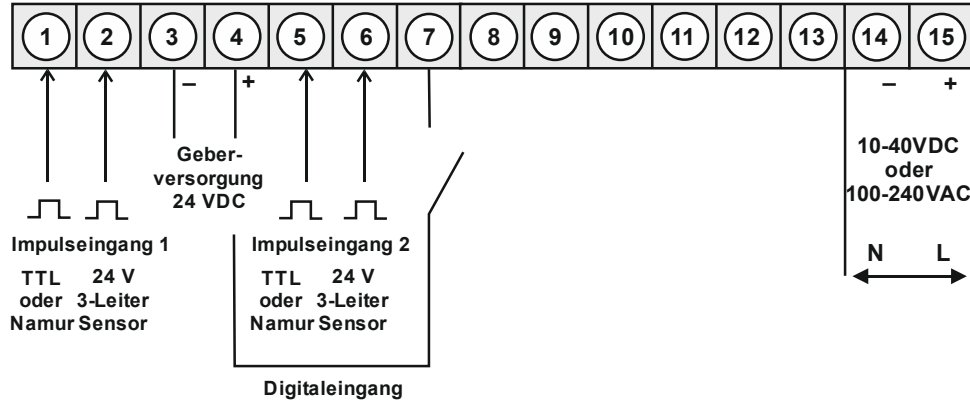 1 2 3 4 5 6 7 8 9 10 11 12 13 14 15
– + – +
Geber-
versorgung
24 VDC
10-40VDC
oder
100-240VAC
Impulseingang 1
TTL 24 V
oder 3-Leiter
Namur Sensor
Impulseingang 2
TTL 24 V
oder 3-Leiter
Namur Sensor
N L
Digitaleingang